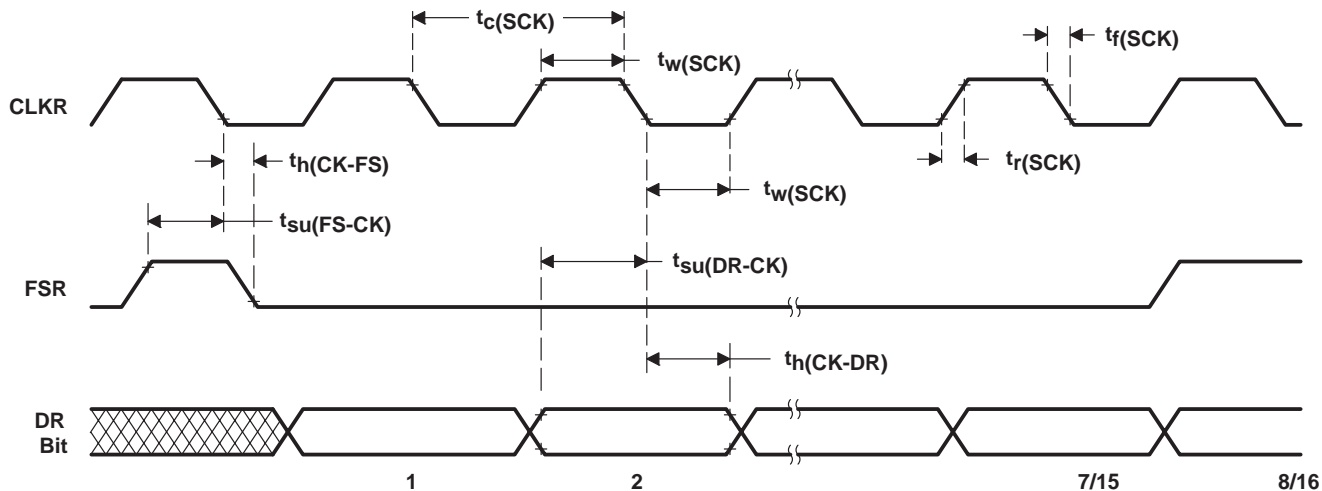 tc(SCK)
tw(SCK)
tf(SCK)
CLKR
th(CK-FS)
tr(SCK)
tw(SCK)
tsu(FS-CK)
tsu(DR-CK)
FSR
th(CK-DR)
DR
Bit
1 2 7/15 8/16